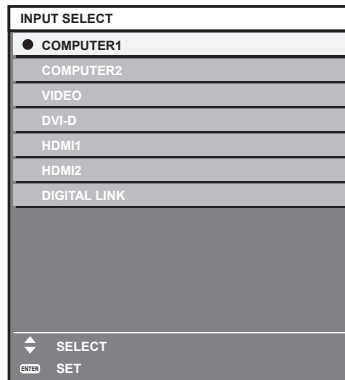 INPUT SELECT
COMPUTER1
COMPUTER2
VIDEO
DVI-D
HDMI1
HDMI2
DIGITAL LINK
SELECT
ENTER SET